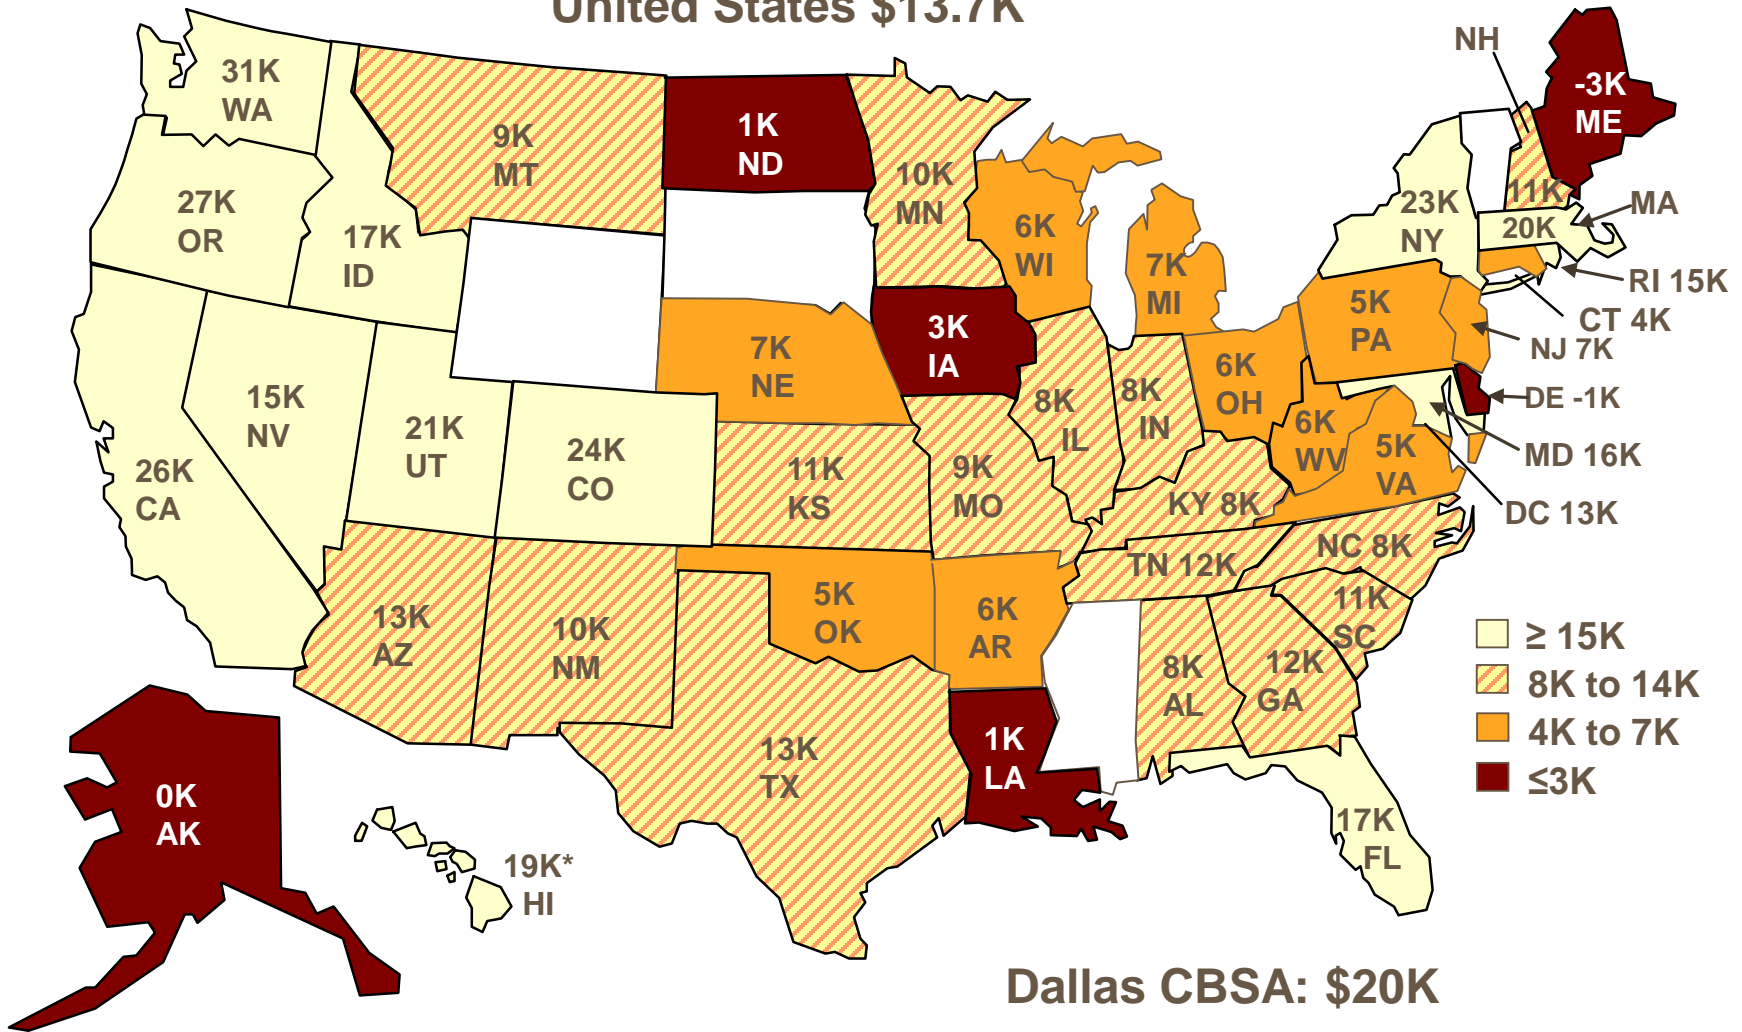 United States $13.7K
NH
31K
WA
-3K
ME
9K
MT
1K
ND
10K
MN
27K
OR
17K
ID
6K
WI
7K
MI
23K
NY
11K
20K
MA
RI 15K
CT 4K
NJ 7K
5K
PA
3K
IA
7K
NE
6K
OH
DE -1K
15K
NV
21K
UT
24K
CO
8K
IL
8K
IN
6K
WV
5K
VA
MD 16K
DC 13K
26K
CA
11K
KS
9K
MO
KY 8K
NC 8K
TN 12K
13K
AZ
10K
NM
5K
OK
6K
AR
11K
SC
8K
AL
12K
GA
13K
TX
1K
LA
17K
FL
0K
AK
19K*
HI
≥ 15K
8K to 14K
4K to 7K
≤3K
Dallas CBSA: $20K